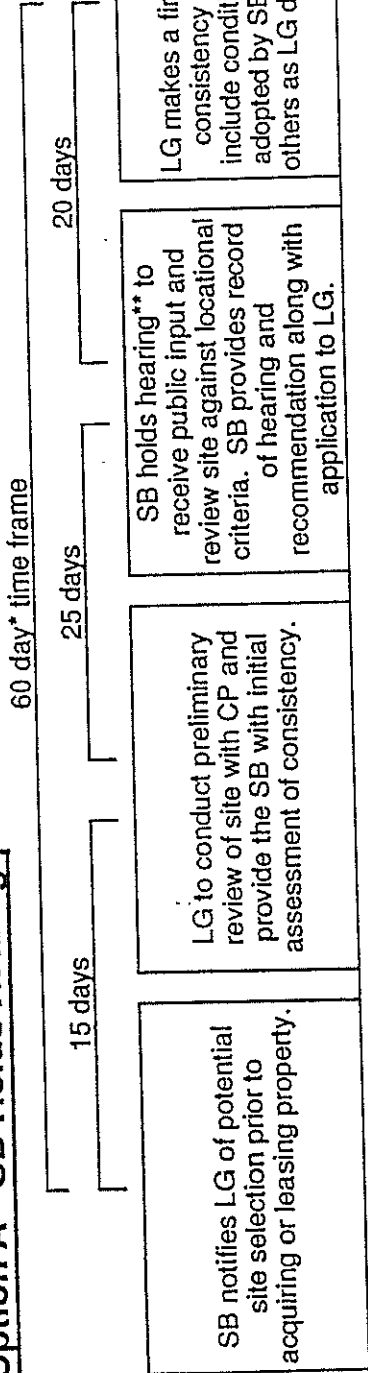 Option A
60 day* time frame
15 days
25 days
20 days
SB notifies LG of potential
site selection prior to
acquiring or leasing property.
LG to conduct preliminary
review of site with CP and
provide the SB with initial
assessment of consistency.
SB holds hearing** to
receive public input and
review site against locational
criteria. SB provides record
of hearing and
recommendation along with
application to LG.
LG makes a fi
consistency
include condit
adopted by SB
others as LG d